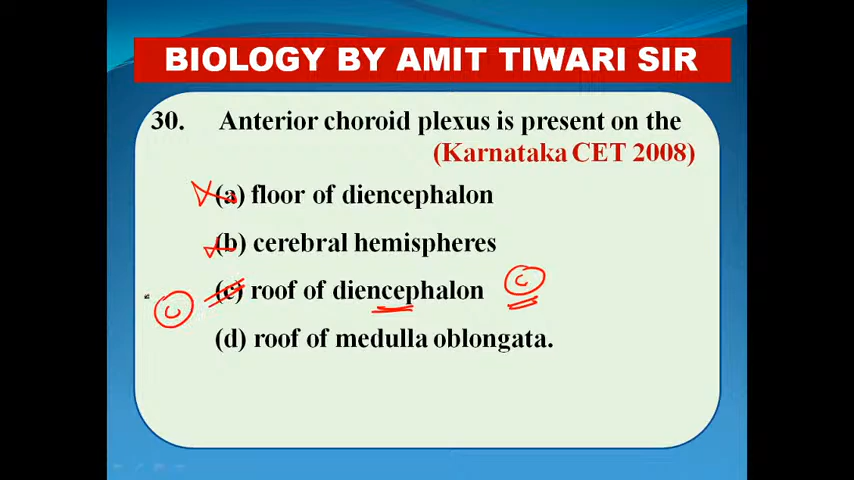 BIOLOGY BY AMIT TIWARI SIR
30. Anterior choroid plexus is present on the
(Karnataka CET 2008)
(a) floor of diencephalon
(b) cerebral hemispheres
(c) roof of diencephalon C
C
(d) roof of medulla oblongata.